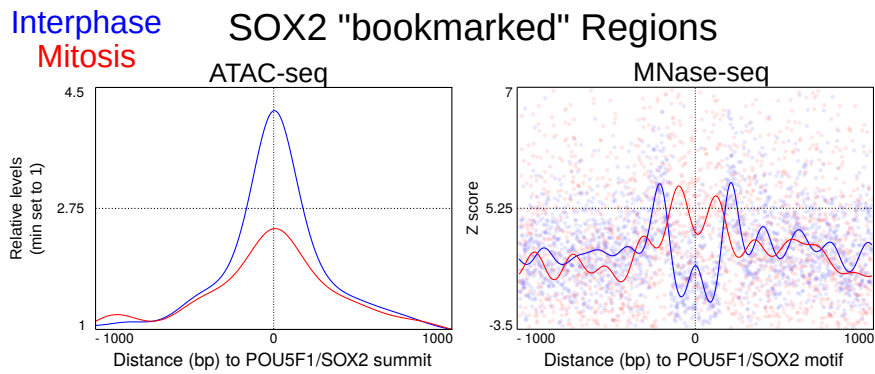 Interphase
Mitosis
SOX2 "bookmarked" Regions
ATAC-seq
Relative levels
(min set to 1)
4.5
2.75
1
- 1000
0
1000
Distance (bp) to POU5F1/SOX2 summit
MNase-seq
Z score
7
5.25
-3.5
- 1000
0
1000
Distance (bp) to POU5F1/SOX2 motif